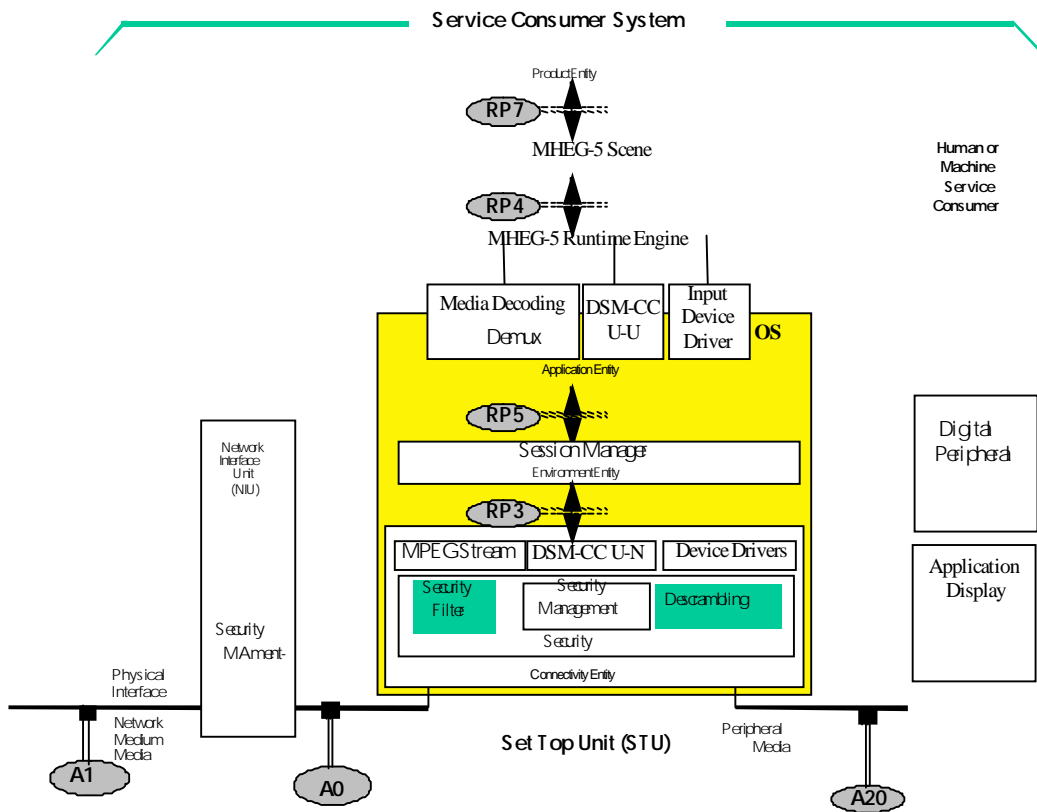 Service Consumer System
Product Entity
RP7
MHEG-5 Scene
Human or
Machine
Service
Consumer
RP4
MHEG-5 Runtime Engine
Media Decoding
Demux
DSM-CC
U-U
Input
Device
Driver
OS
Application Entity
RP5
Session Manager
Environment Entity
RP3
MPEG Stream
DSM-CC U-N
Device Drivers
Security
Filter
Security
Management
Descrambling
Security
Connectivity Entity
Network
Interface
Unit
(NIU)
Security
MAment-
Digital
Peripheral
Application
Display
Physical
Interface
Network
Medium
Media
Set Top Unit (STU)
Peripheral
Media
A1
A0
A20